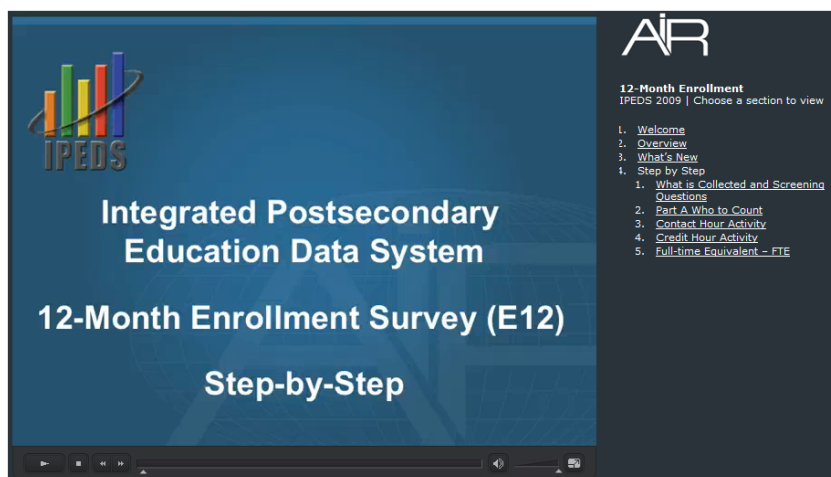 IPEDS
Integrated Postsecondary
Education Data System
12-Month Enrollment Survey (E12)
Step-by-Step
AIR
12-Month Enrollment
IPEDS 2009 | Choose a section to view
1. Welcome
2. Overview
3. What's New
4. Step by Step
1. What is Collected and Screening
Questions
2. Part A Who to Count
3. Contact Hour Activity
4. Credit Hour Activity
5. Full-time Equivalent – FTE